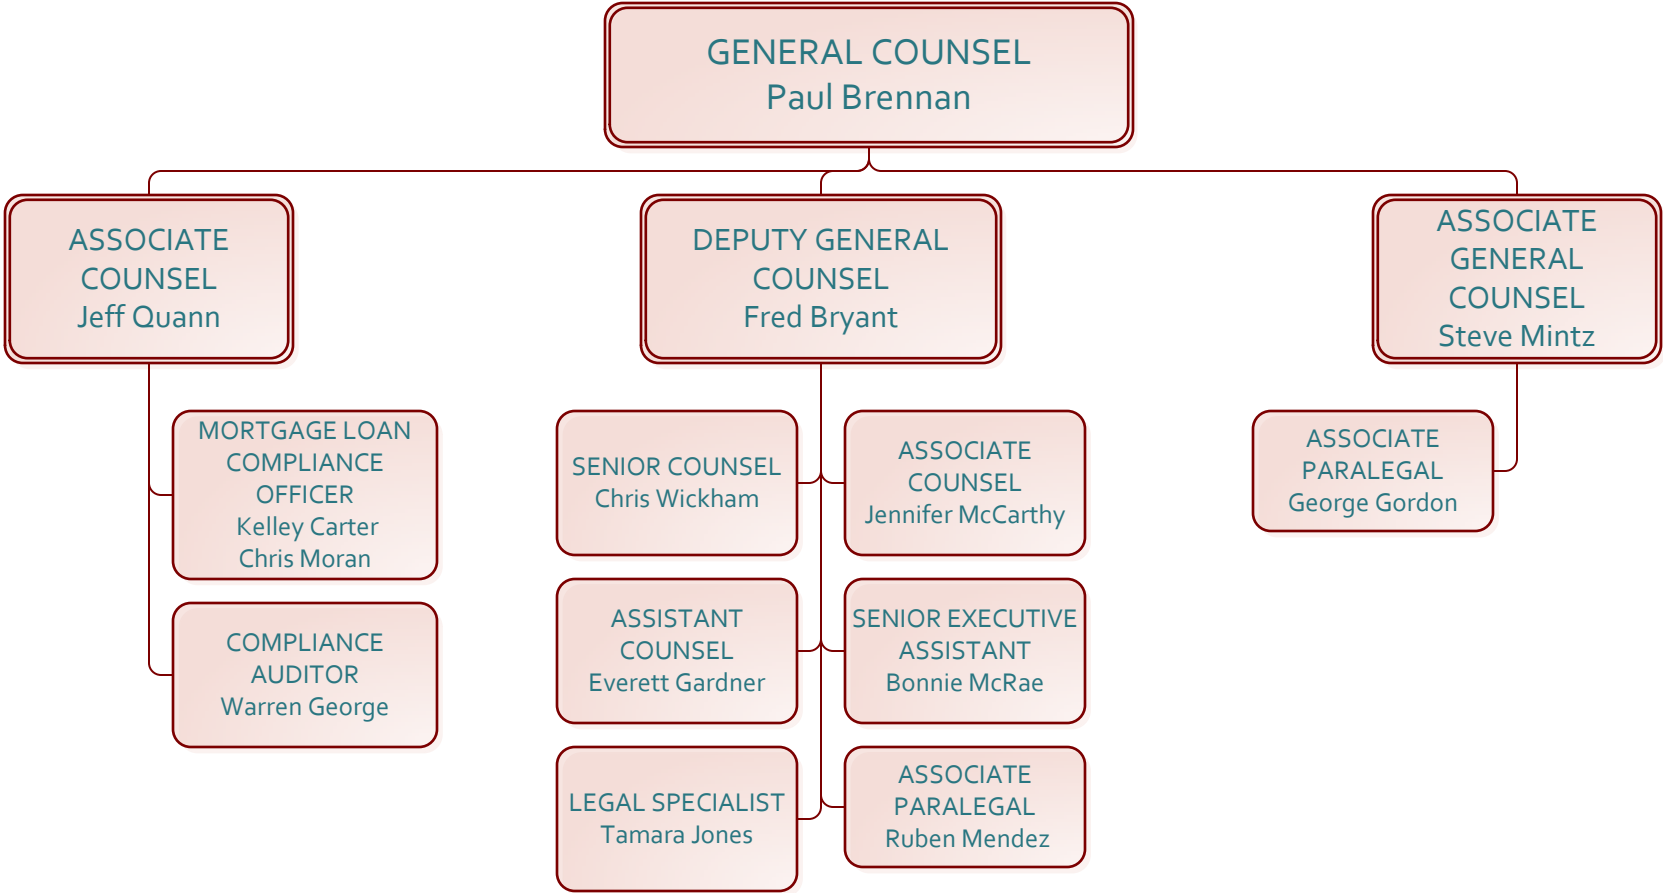 GENERAL COUNSEL
Paul Brennan
ASSOCIATE
COUNSEL
Jeff Quann
DEPUTY GENERAL
COUNSEL
Fred Bryant
ASSOCIATE
GENERAL
COUNSEL
Steve Mintz
MORTGAGE LOAN
COMPLIANCE
OFFICER
Kelley Carter
Chris Moran
COMPLIANCE
AUDITOR
Warren George
SENIOR COUNSEL
Chris Wickham
ASSOCIATE
COUNSEL
Jennifer McCarthy
ASSISTANT
COUNSEL
Everett Gardner
SENIOR EXECUTIVE
ASSISTANT
Bonnie McRae
LEGAL SPECIALIST
Tamara Jones
ASSOCIATE
PARALEGAL
Ruben Mendez
ASSOCIATE
PARALEGAL
George Gordon